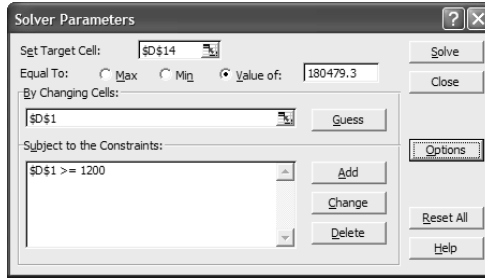 Solver Parameters
Set Target Cell: $D$14 Solve
Equal To: Max Min Value of: 180479.3 Close
By Changing Cells:
$D$1 Guess
Subject to the Constraints: Options
$D$1 >= 1200 Add
Change
Reset All
Delete
Help